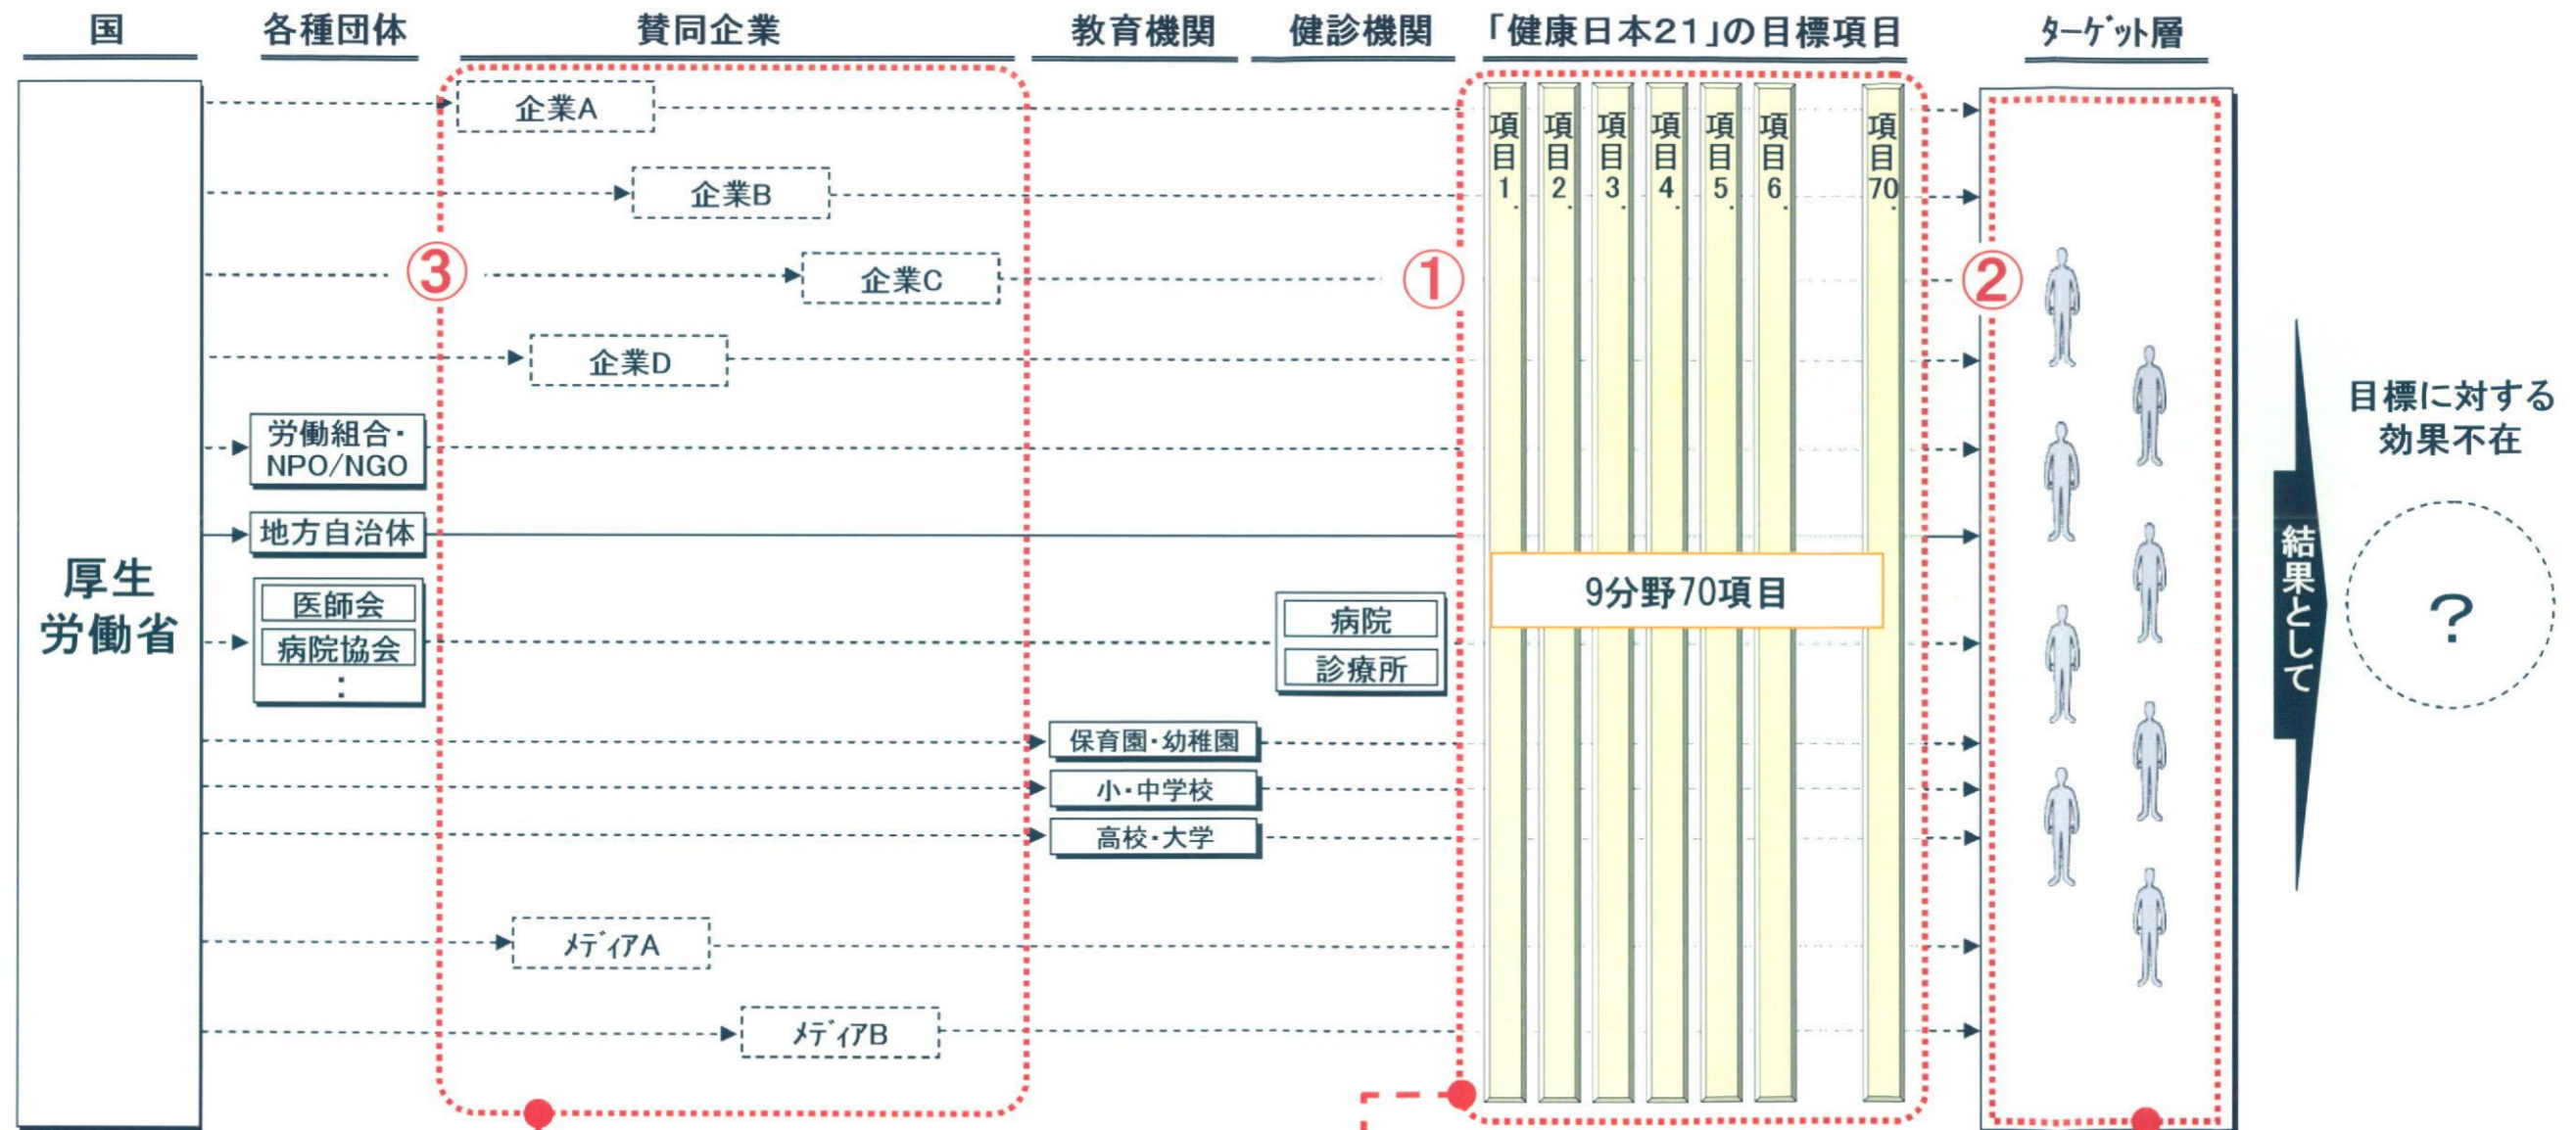 国
各種団体
賛同企業
教育機関
健診機関
「健康日本21」の目標項目
ターゲット層
企業A
企業B
企業C
企業D
③
①
②
項目1.
項目2.
項目3.
項目4.
項目5.
項目6.
項目70.
労働組合・
NPO/NGO
地方自治体
医師会
病院協会
：
厚生
労働省
病院
診療所
9分野70項目
保育園・幼稚園
小・中学校
高校・大学
メディアA
メディアB
結果として
目標に対する
効果不在
？